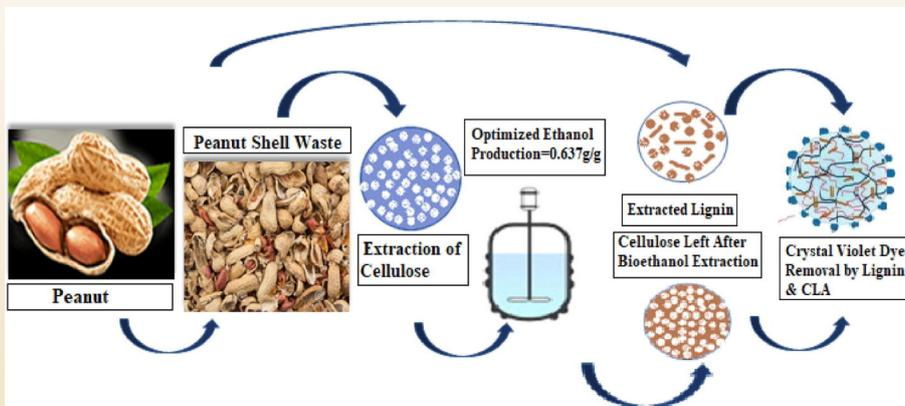 Peanut
Peanut Shell Waste
Extraction of
Cellulose
Optimized Ethanol
Production=0.637g/g
Extracted Lignin
Cellulose Left After
Bioethanol Extraction
Crystal Violet Dye
Removal by Lignin
& CLA